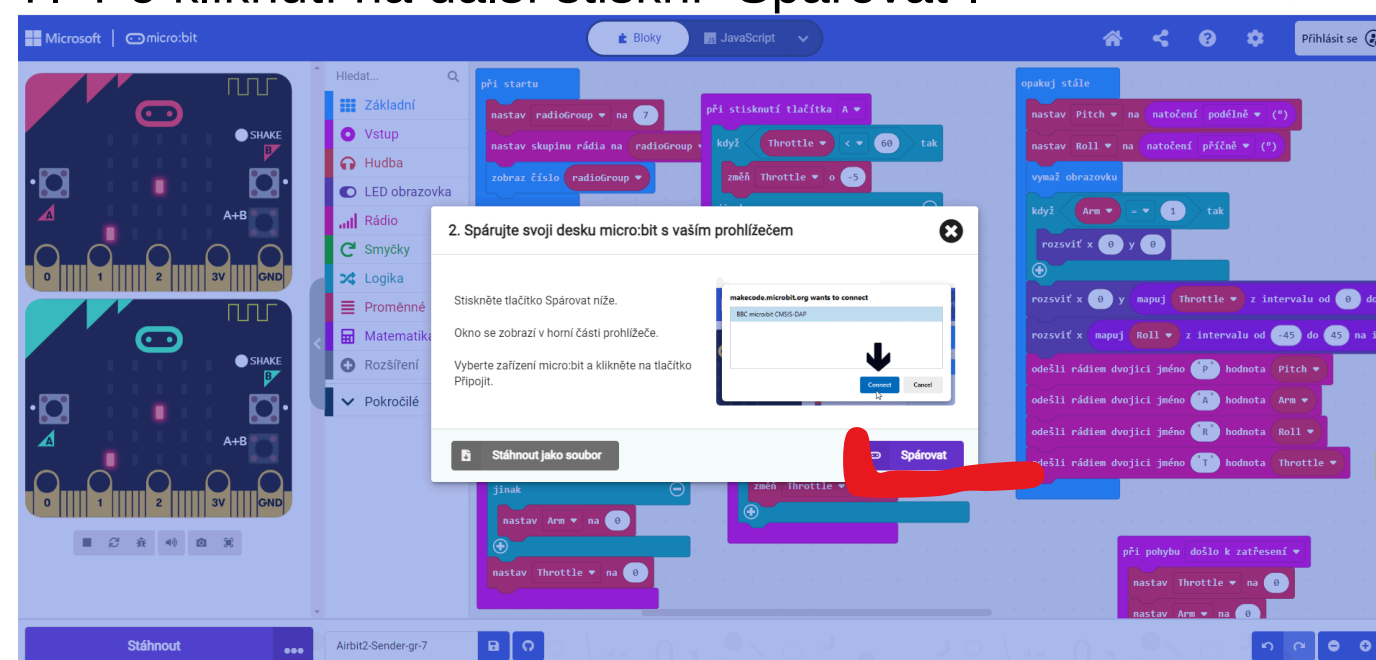 Microsoft
micro:bit
Bloky
JavaScript
Přihlásit se
SHAKE
B
A+B
A
0 1 2 3V GND
SHAKE
B
A+B
A
0 1 2 3V GND
Hledat...
Základní
Vstup
Hudba
LED obrazovka
Rádio
Smyčky
Logika
Proměnné
Matematika
Rozšíření
Pokročilé
při startu
nastav radioGroup na 7
nastav skupinu rádia na radioGroup
zobraz číslo radioGroup
při stisknutí tlačítka A
když Throttle < 60 tak
změň Throttle o -5
2. Spárujte svoji desku micro:bit s vaším prohlížečem
Stiskněte tlačítko Spárovat níže.
Okno se zobrazí v horní části prohlížeče.
Vyberte zařízení micro:bit a klikněte na tlačítko
Připojit.
makecode.microbit.org wants to connect
BBC micro:bit CMSIS-DAP
Connect
Cancel
Stáhnout jako soubor
Spárovat
jinak
nastav Arm na 0
nastav Throttle na 0
změň Throttle
opakuj stále
nastav Pitch na natočení podélně (°)
nastav Roll na natočení příčně (°)
vymaž obrazovku
když Arm = 1 tak
rozsviť x 0 y 0
rozsviť x 0 y mapuj Throttle z intervalu od 0 do
rozsviť x mapuj Roll z intervalu od -45 do 45 na i
odešli rádiem dvojici jméno "P" hodnota Pitch
odešli rádiem dvojici jméno "A" hodnota Arm
odešli rádiem dvojici jméno "R" hodnota Roll
odešli rádiem dvojici jméno "T" hodnota Throttle
při pohybu došlo k zatřesení
nastav Throttle na 0
nastav Arm na 0
Stáhnout
Airbit2-Sender-gr-7